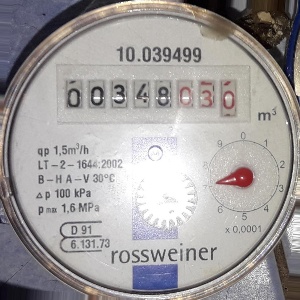 10.039499
00348030
m³
qp 1,5m³/h
LT-2-1644:2002
B-H A-V 30°C
Δp 100 kPa
p max 1,6 MPa
D 91
6.131.73
9 0 1
8 2
7 3
6 5 4
x 0,0001
rossweiner